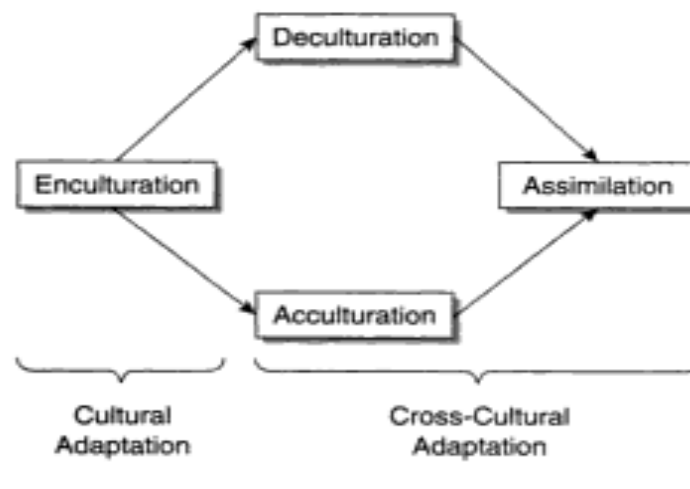 Deculturation
Enculturation
Assimilation
Acculturation
Cultural
Adaptation
Cross-Cultural
Adaptation